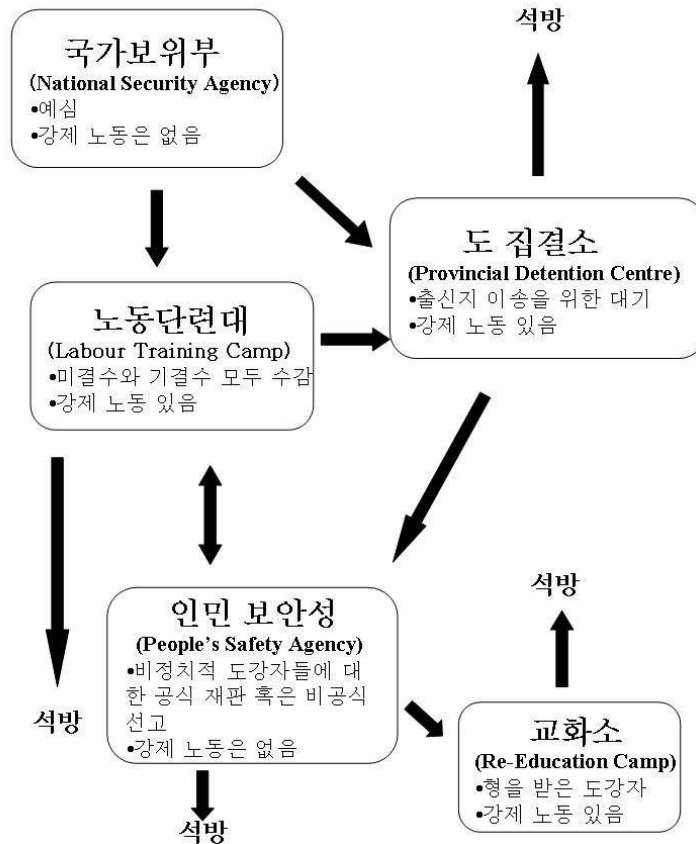 석방
국가보위부
(National Security Agency)
•예심
•강제 노동은 없음
도 집결소
(Provincial Detention Centre)
•출신지 이송을 위한 대기
•강제 노동 있음
노동단련대
(Labour Training Camp)
•미결수와 기결수 모두 수감
•강제 노동 있음
인민 보안성
(People's Safety Agency)
•비정치적 도강자들에 대
한 공식 재판 혹은 비공식
선고
•강제 노동은 없음
석방
석방
교화소
(Re-Education Camp)
•형을 받은 도강자
•강제 노동 있음
석방